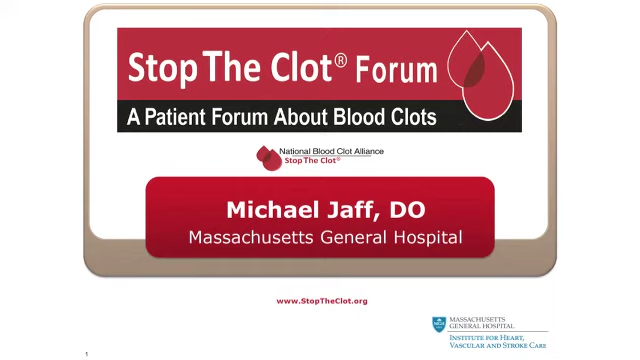 Stop The Clot® Forum
A Patient Forum About Blood Clots
National Blood Clot Alliance
Stop The Clot®
Michael Jaff, DO
Massachusetts General Hospital
www.StopTheClot.org
MASSACHUSETTS
GENERAL HOSPITAL
INSTITUTE FOR HEART,
VASCULAR AND STROKE CARE
1